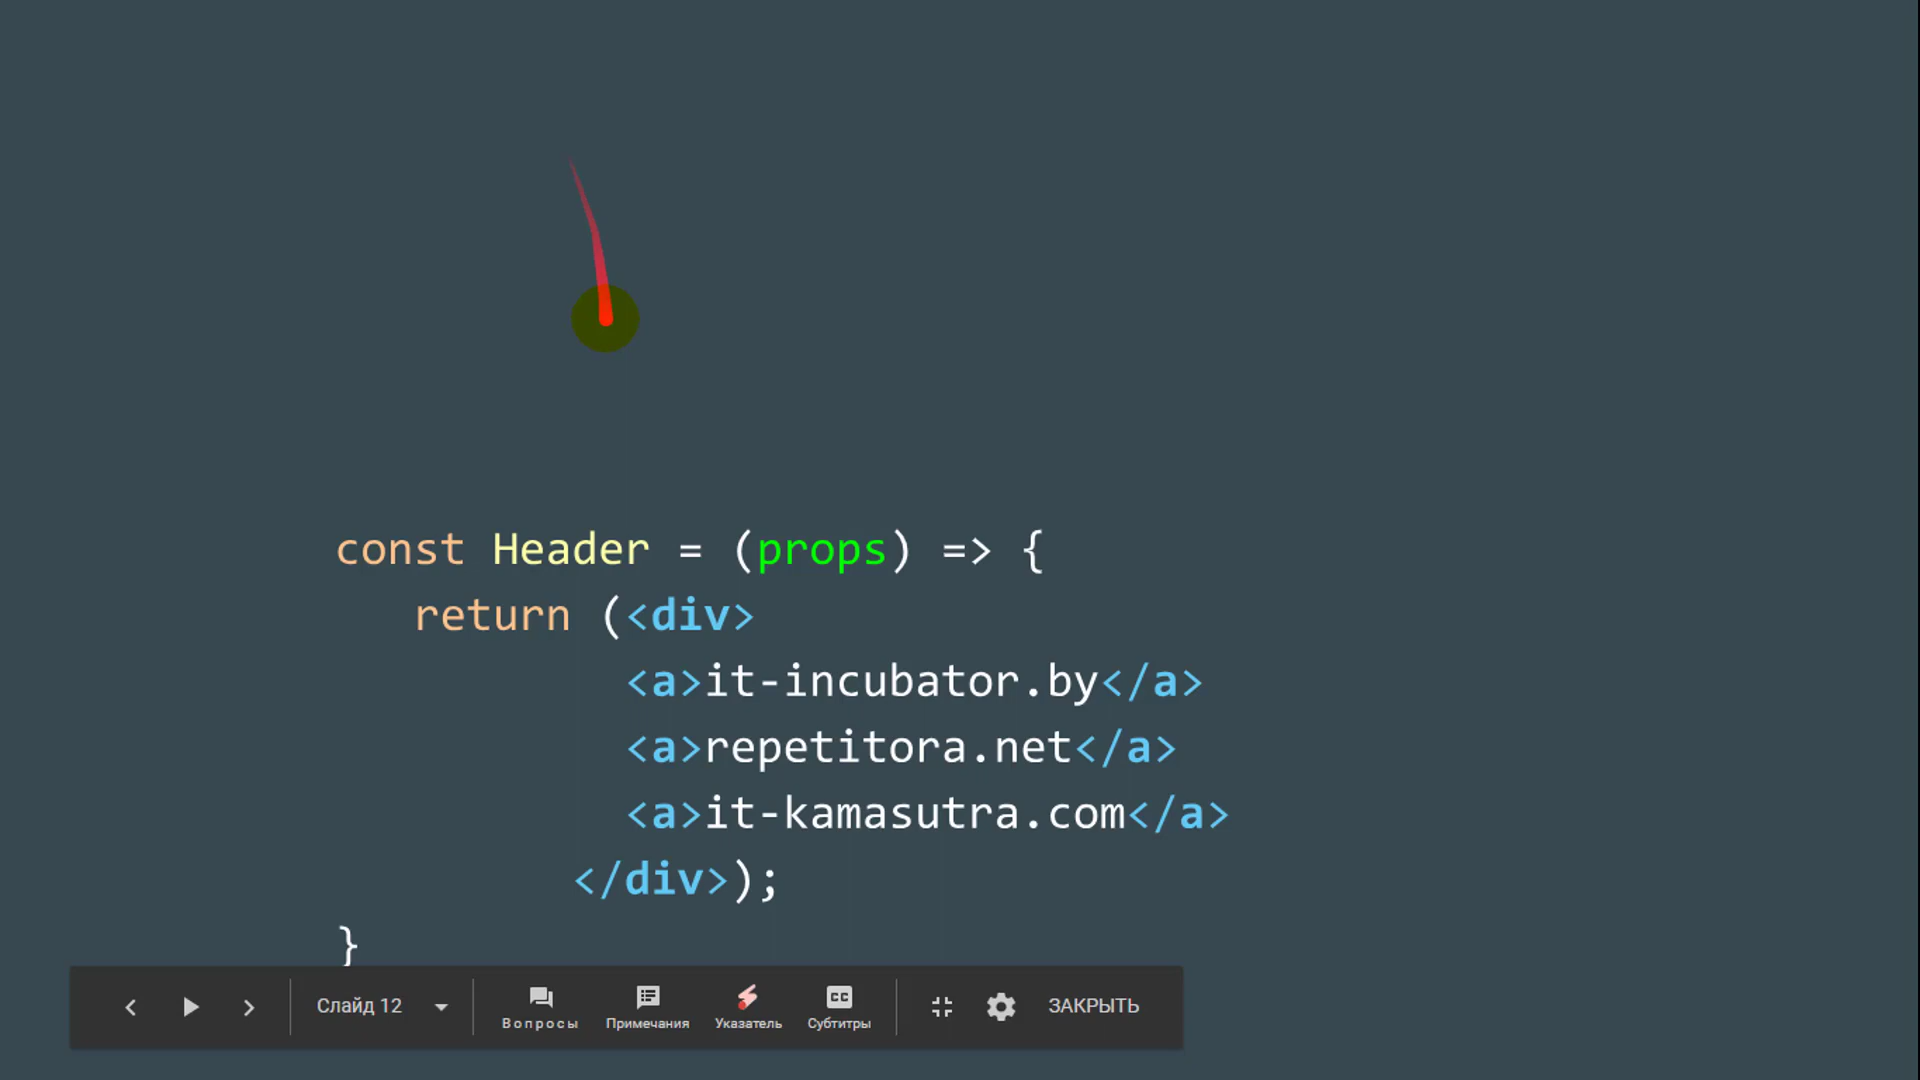 const Header = (props) => {
return (<div>
<a>it-incubator.by</a>
<a>repetitora.net</a>
<a>it-kamasutra.com</a>
</div>);
}
Слайд 12
Вопросы
Примечания
Указатель
CC
Субтитры
ЗАКРЫТЬ